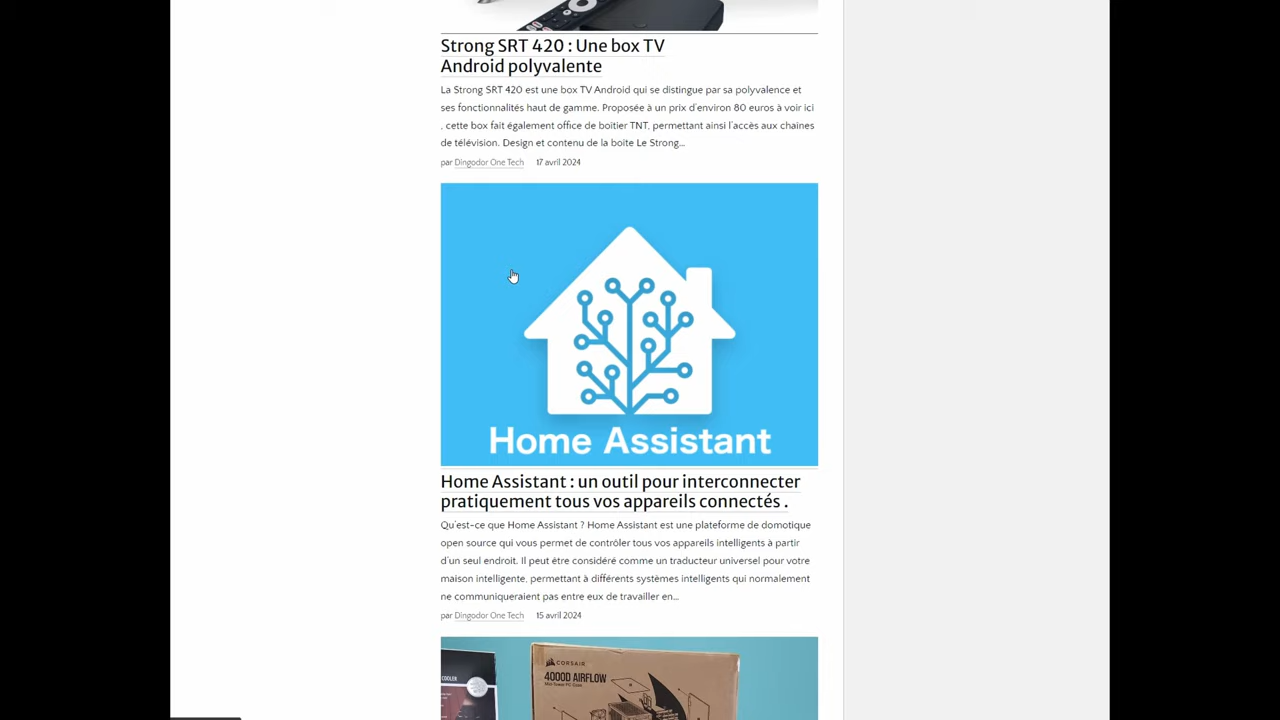 Strong SRT 420 : Une box TV
Android polyvalente
La Strong SRT 420 est une box TV Android qui se distingue par sa polyvalence et
ses fonctionnalités haut de gamme. Proposée à un prix d'environ 80 euros à voir ici
, cette box fait également office de boitier TNT, permettant ainsi l'accès aux chaînes
de télévision. Design et contenu de la boîte Le Strong...
par Dingodor One Tech 17 avril 2024
Home Assistant
Home Assistant : un outil pour interconnecter
pratiquement tous vos appareils connectés .
Qu'est-ce que Home Assistant ? Home Assistant est une plateforme de domotique
open source qui vous permet de contrôler tous vos appareils intelligents à partir
d'un seul endroit. Il peut être considéré comme un traducteur universel pour votre
maison intelligente, permettant à différents systèmes intelligents qui normalement
ne communiqueraient pas entre eux de travailler en...
par Dingodor One Tech 15 avril 2024
CORSAIR
COOLER
4000D AIRFLOW